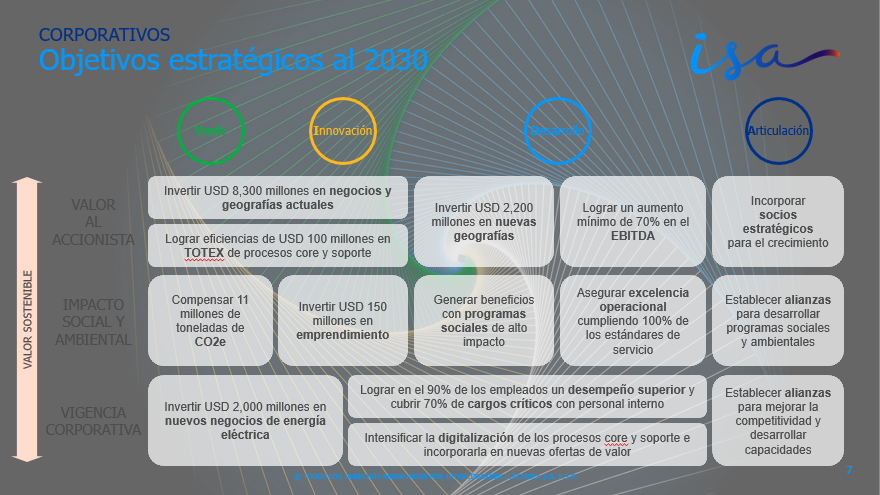 CORPORATIVOS
Objetivos estratégicos al 2030
isa
Verde
Innovación
Desarrollo
Articulación
VALOR SOSTENIBLE
VALOR
AL
ACCIONISTA
Invertir USD 8,300 millones en negocios y
geografías actuales
Lograr eficiencias de USD 100 millones en
TOTEX de procesos core y soporte
Invertir USD 2,200
millones en nuevas
geografías
Lograr un aumento
mínimo de 70% en el
EBITDA
Incorporar
socios
estratégicos
para el crecimiento
IMPACTO
SOCIAL Y
AMBIENTAL
Compensar 11
millones de
toneladas de
CO2e
Invertir USD 150
millones en
emprendimiento
Generar beneficios
con programas
sociales de alto
impacto
Asegurar excelencia
operacional
cumpliendo 100% de
los estándares de
servicio
Establecer alianzas
para desarrollar
programas sociales
y ambientales
VIGENCIA
CORPORATIVA
Invertir USD 2,000 millones en
nuevos negocios de energía
eléctrica
Lograr en el 90% de los empleados un desempeño superior y
cubrir 70% de cargos críticos con personal interno
Intensificar la digitalización de los procesos core y soporte e
incorporarla en nuevas ofertas de valor
Establecer alianzas
para mejorar la
competitividad y
desarrollar
capacidades
7